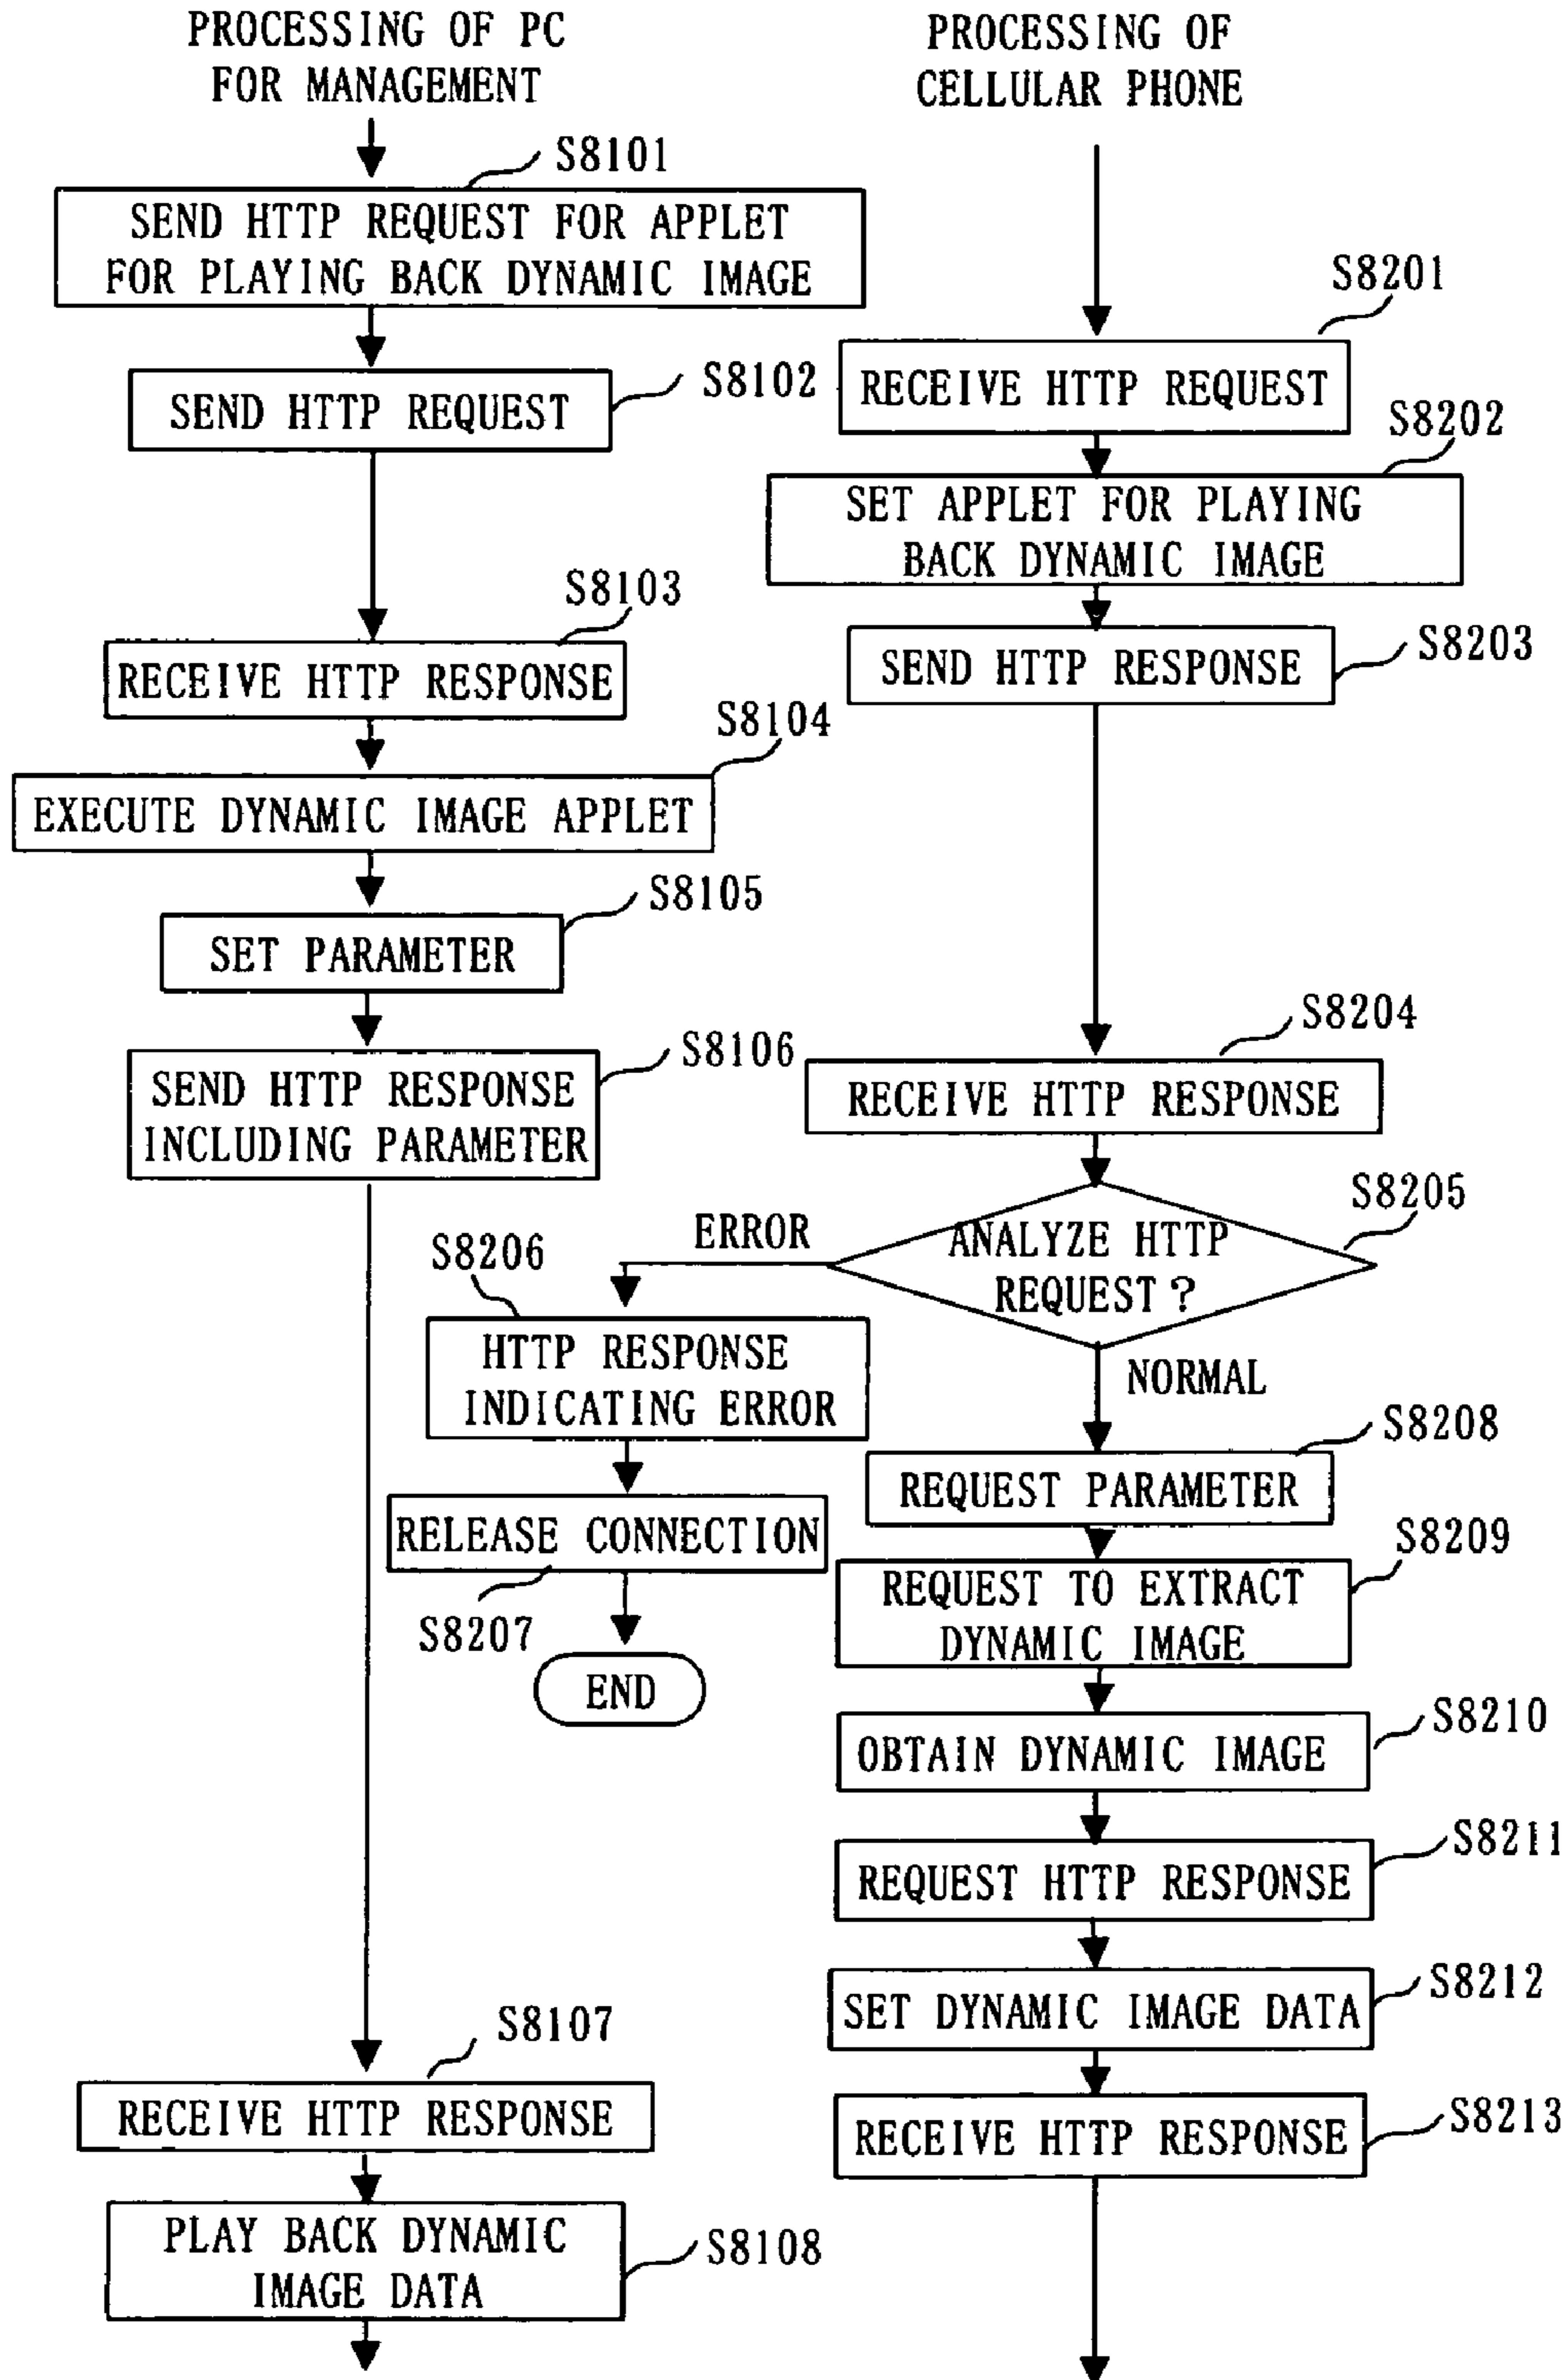 PROCESSING OF PC
FOR MANAGEMENT
S8101
SEND HTTP REQUEST FOR APPLET
FOR PLAYING BACK DYNAMIC IMAGE
SEND HTTP REQUEST
S8102
S8103
RECEIVE HTTP RESPONSE
S8104
EXECUTE DYNAMIC IMAGE APPLET
S8105
SET PARAMETER
S8106
SEND HTTP RESPONSE
INCLUDING PARAMETER
S8107
RECEIVE HTTP RESPONSE
PLAY BACK DYNAMIC
IMAGE DATA
S8108
PROCESSING OF
CELLULAR PHONE
S8201
RECEIVE HTTP REQUEST
S8202
SET APPLET FOR PLAYING
BACK DYNAMIC IMAGE
SEND HTTP RESPONSE
S8203
S8204
RECEIVE HTTP RESPONSE
S8205
ANALYZE HTTP
REQUEST?
ERROR
S8206
HTTP RESPONSE
INDICATING ERROR
RELEASE CONNECTION
S8207
END
NORMAL
S8208
REQUEST PARAMETER
S8209
REQUEST TO EXTRACT
DYNAMIC IMAGE
S8210
OBTAIN DYNAMIC IMAGE
S8211
REQUEST HTTP RESPONSE
S8212
SET DYNAMIC IMAGE DATA
RECEIVE HTTP RESPONSE
S8213